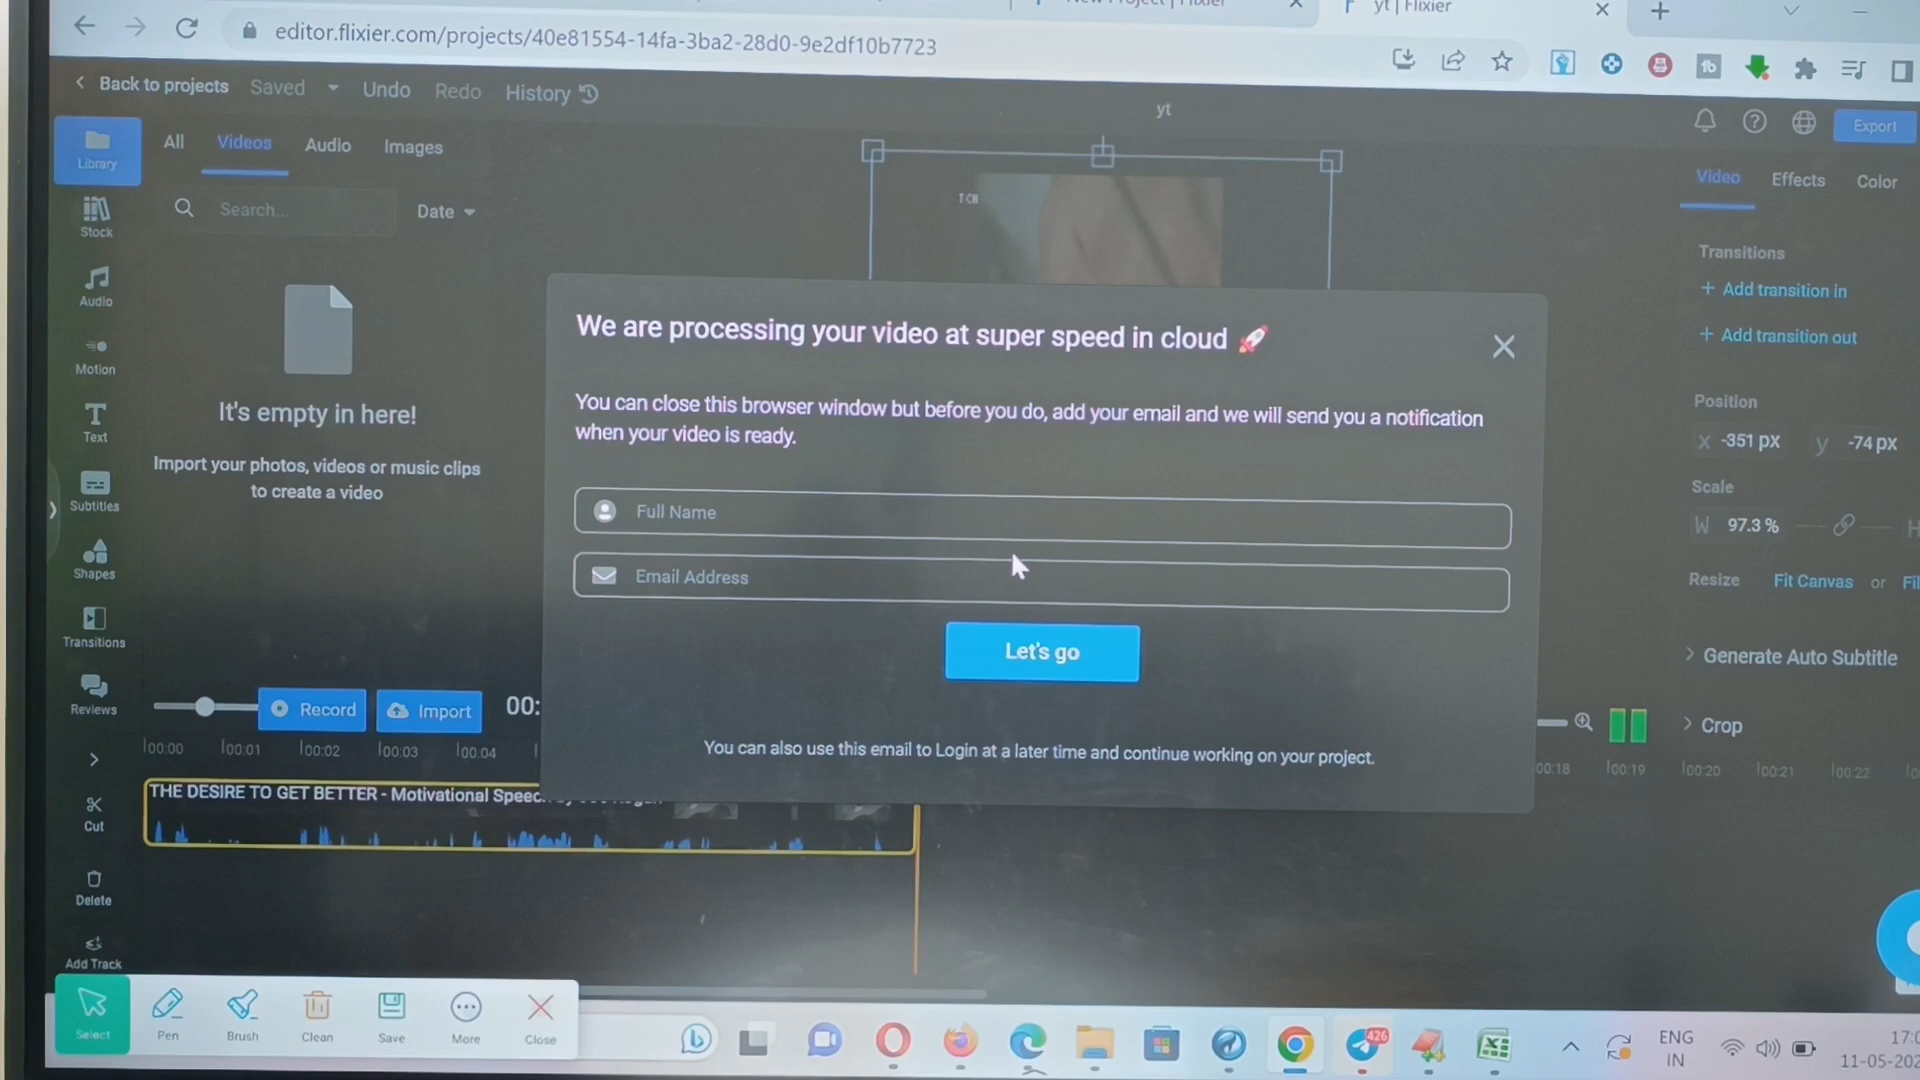 yt | Flixier
editor.flixier.com/projects/40e81554-14fa-3ba2-28d0-9e2df10b7723
Back to projects
Saved
Undo
Redo
History
yt
Export
Library
All
Videos
Audio
Images
Search...
Date
Stock
Audio
Motion
Text
Subtitles
Shapes
Transitions
Reviews
It's empty in here!
Import your photos, videos or music clips
to create a video
We are processing your video at super speed in cloud 🚀
You can close this browser window but before you do, add your email and we will send you a notification
when your video is ready.
Full Name
Email Address
Let's go
You can also use this email to Login at a later time and continue working on your project.
Video
Effects
Color
Transitions
+ Add transition in
+ Add transition out
Position
x -351 px y -74 px
Scale
W 97.3 %
Resize Fit Canvas or
Generate Auto Subtitle
Crop
Record
Import
00:
00:00 00:01 00:02 00:03 00:04
00:18 00:19 00:20 00:21 00:22
THE DESIRE TO GET BETTER - Motivational
Cut
Delete
Add Track
Select
Pen
Brush
Clean
Save
More
Close
426
ENG
IN